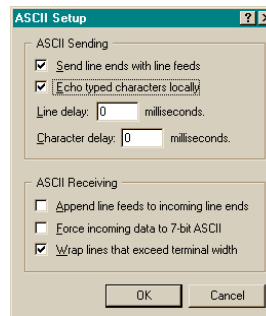 ASCII Setup
ASCII Sending
Send line ends with line feeds
Echo typed characters locally
Line delay: 0 milliseconds.
Character delay: 0 milliseconds.
ASCII Receiving
Append line feeds to incoming line ends
Force incoming data to 7-bit ASCII
Wrap lines that exceed terminal width
OK Cancel